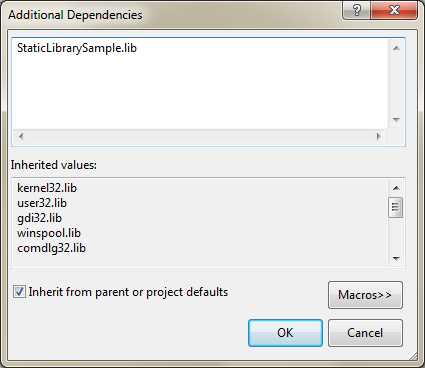 Additional Dependencies
StaticLibrarySample.lib
Inherited values:
kernel32.lib
user32.lib
gdi32.lib
winspool.lib
comdlg32.lib
Inherit from parent or project defaults
Macros>>
OK
Cancel